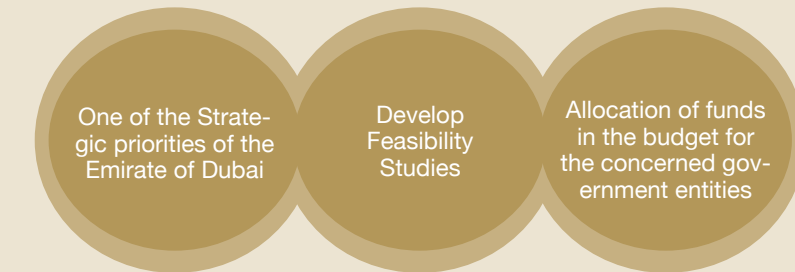 One of the Strate-
gic priorities of the
Emirate of Dubai
Develop
Feasibility
Studies
Allocation of funds
in the budget for
the concerned gov-
ernment entities